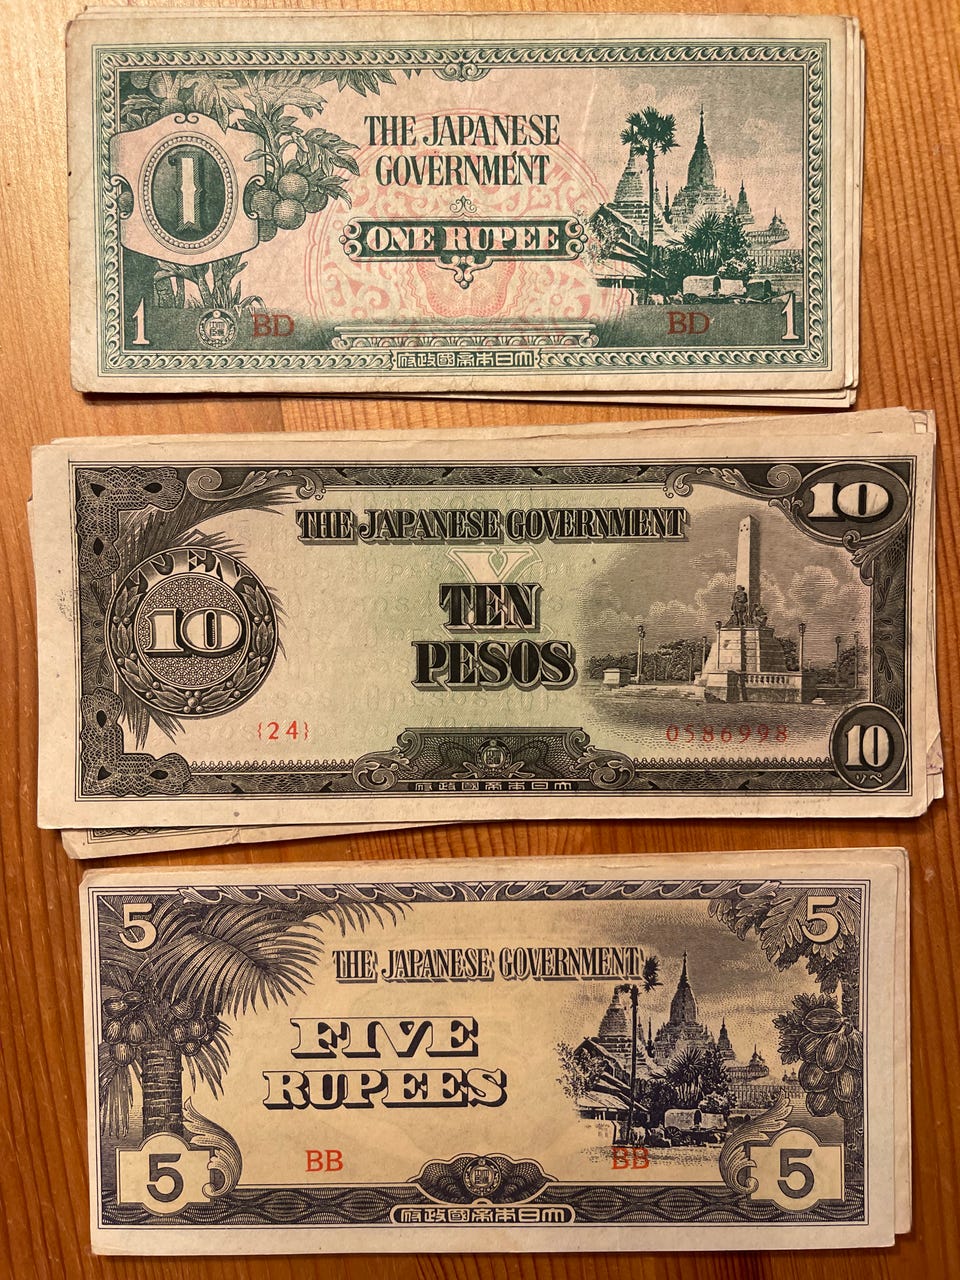 THE JAPANESE
GOVERNMENT
1
ONE RUPEE
1
BD
BD
1
大日本帝國政府
10
THE JAPANESE GOVERNMENT
TEN
10
TEN
PESOS
{24}
0586998
10
大日本帝國政府
5
5
THE JAPANESE GOVERNMENT
FIVE
RUPEES
BB
BB
5
5
大日本帝國政府